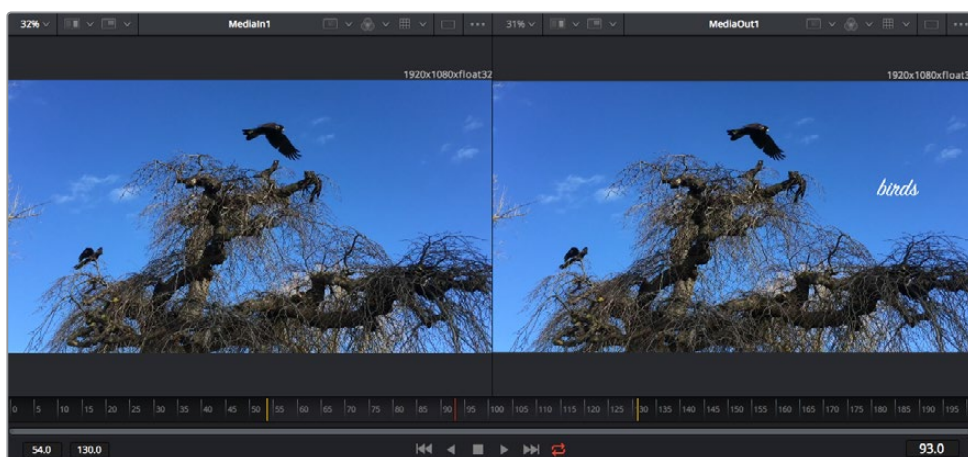 32% MediaIn1 31% MediaOut1
1920x1080xfloat32 1920x1080xfloat3
birds
0 5 10 15 20 25 30 35 40 45 50 55 60 65 70 75 80 85 90 95 100 105 110 115 120 125 130 135 140 145 150 155 160 165 170 175 180 185 190 195
54.0 130.0 93.0